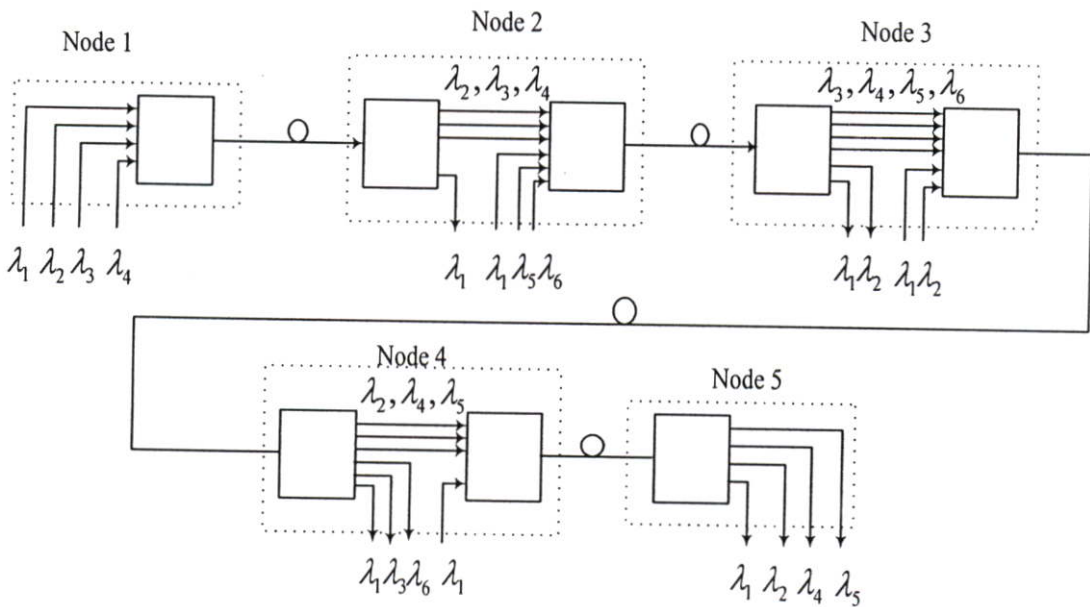 Node 1
Node 2
Node 3
λ₂, λ₃, λ₄
λ₃, λ₄, λ₅, λ₆
λ₁ λ₂ λ₃ λ₄
λ₁ λ₁ λ₅ λ₆
λ₁ λ₂ λ₁ λ₂
Node 4
Node 5
λ₂, λ₄, λ₅
λ₁ λ₃ λ₆ λ₁
λ₁ λ₂ λ₄ λ₅